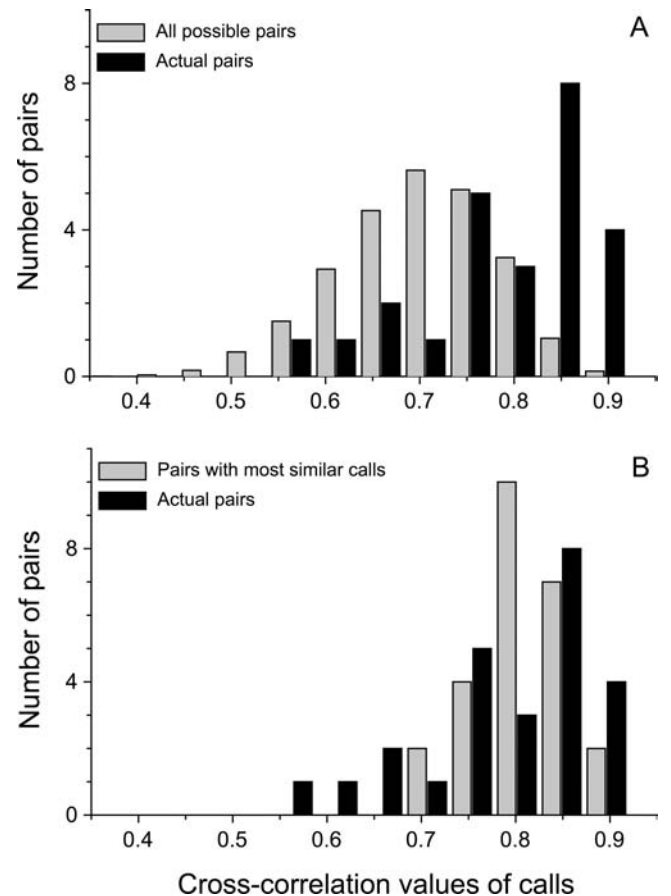 All possible pairs
Actual pairs
A
Number of pairs
8
4
0
0.4 0.5 0.6 0.7 0.8 0.9
Pairs with most similar calls
Actual pairs
B
Number of pairs
8
4
0
0.4 0.5 0.6 0.7 0.8 0.9
Cross-correlation values of calls